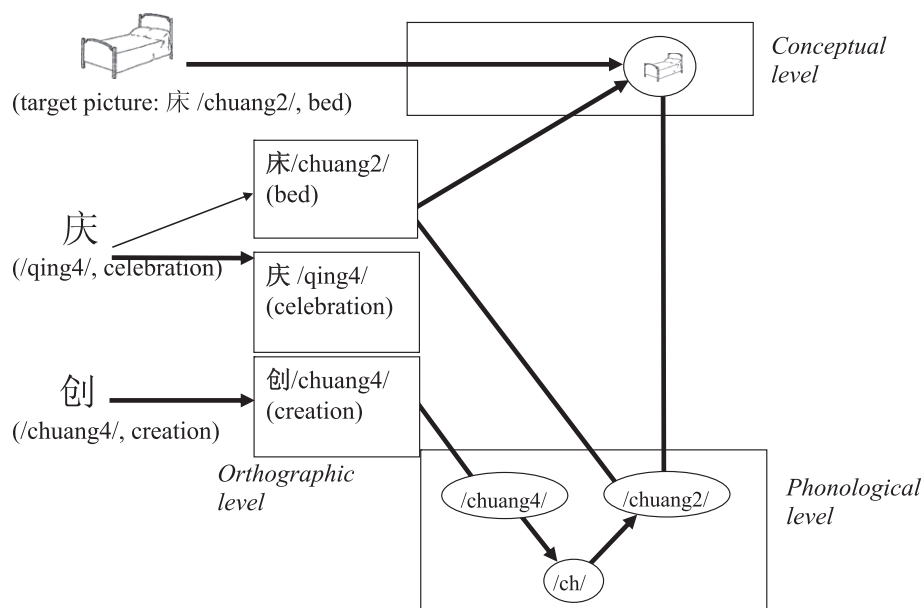 Conceptual
level
(target picture: 床 /chuang2/, bed)
床/chuang2/
(bed)
庆
(/qing4/, celebration)
庆 /qing4/
(celebration)
创
(/chuang4/, creation)
创/chuang4/
(creation)
Orthographic
level
/chuang4/
/chuang2/
/ch/
Phonological
level